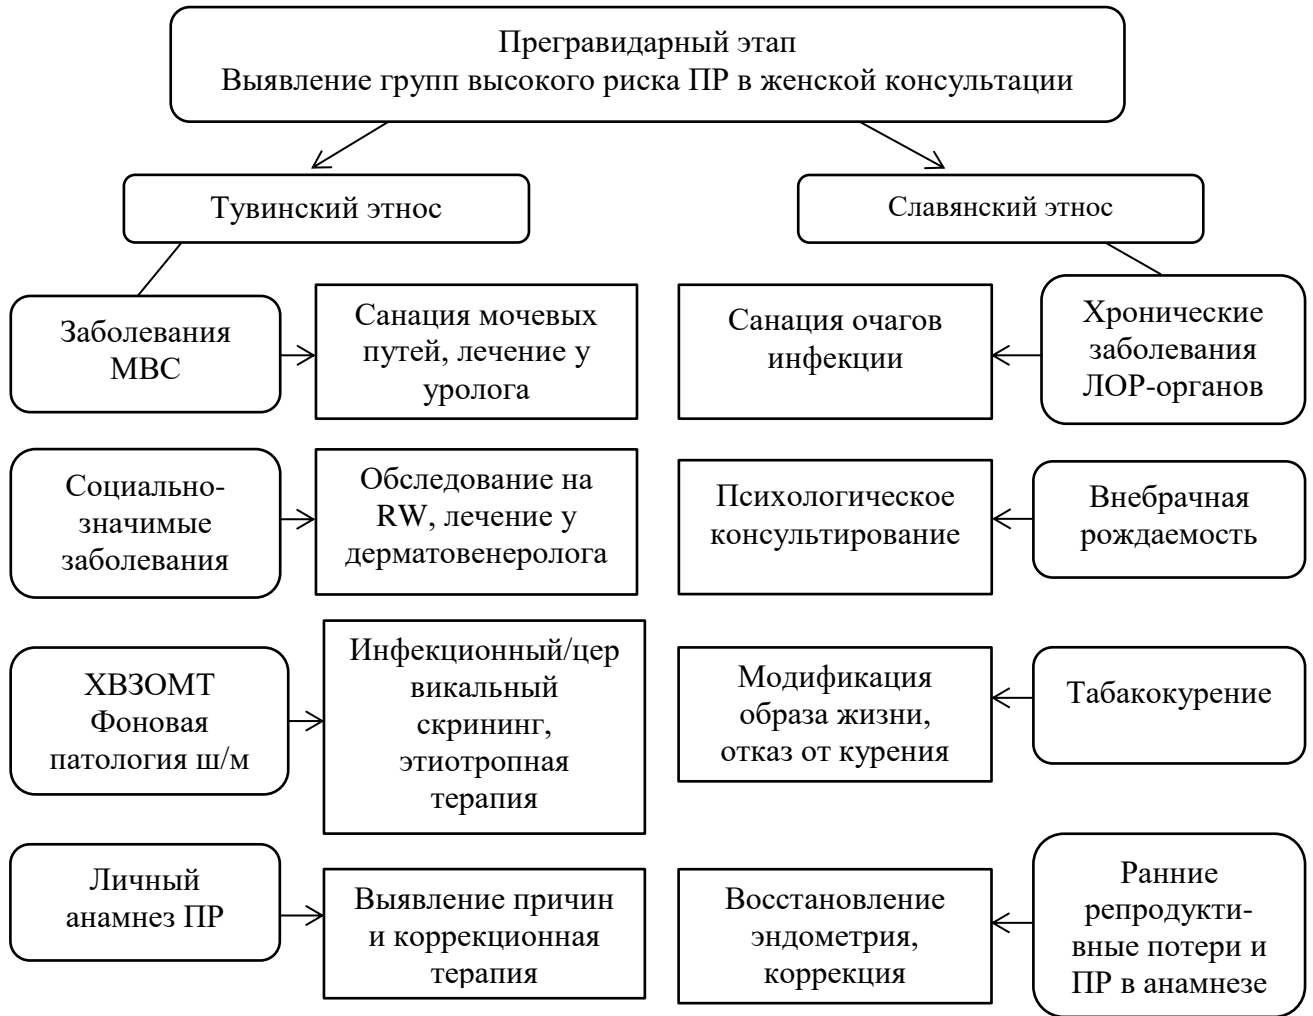 Прегравидарный этап
Выявление групп высокого риска ПР в женской консультации
Тувинский этнос
Славянский этнос
Заболевания
МВС
Санация мочевых
путей, лечение у
уролога
Санация очагов
инфекции
Хронические
заболевания
ЛОР-органов
Социально-
значимые
заболевания
Обследование на
RW, лечение у
дерматовенеролога
Психологическое
консультирование
Внебрачная
рождаемость
ХВЗОМТ
Фоновая
патология ш/м
Инфекционный/цер
викальный
скрининг,
этиотропная
терапия
Модификация
образа жизни,
отказ от курения
Табакокурение
Личный
анамнез ПР
Выявление причин
и коррекционная
терапия
Восстановление
эндометрия,
коррекция
Ранние
репродукти-
вные потери и
ПР в анамнезе